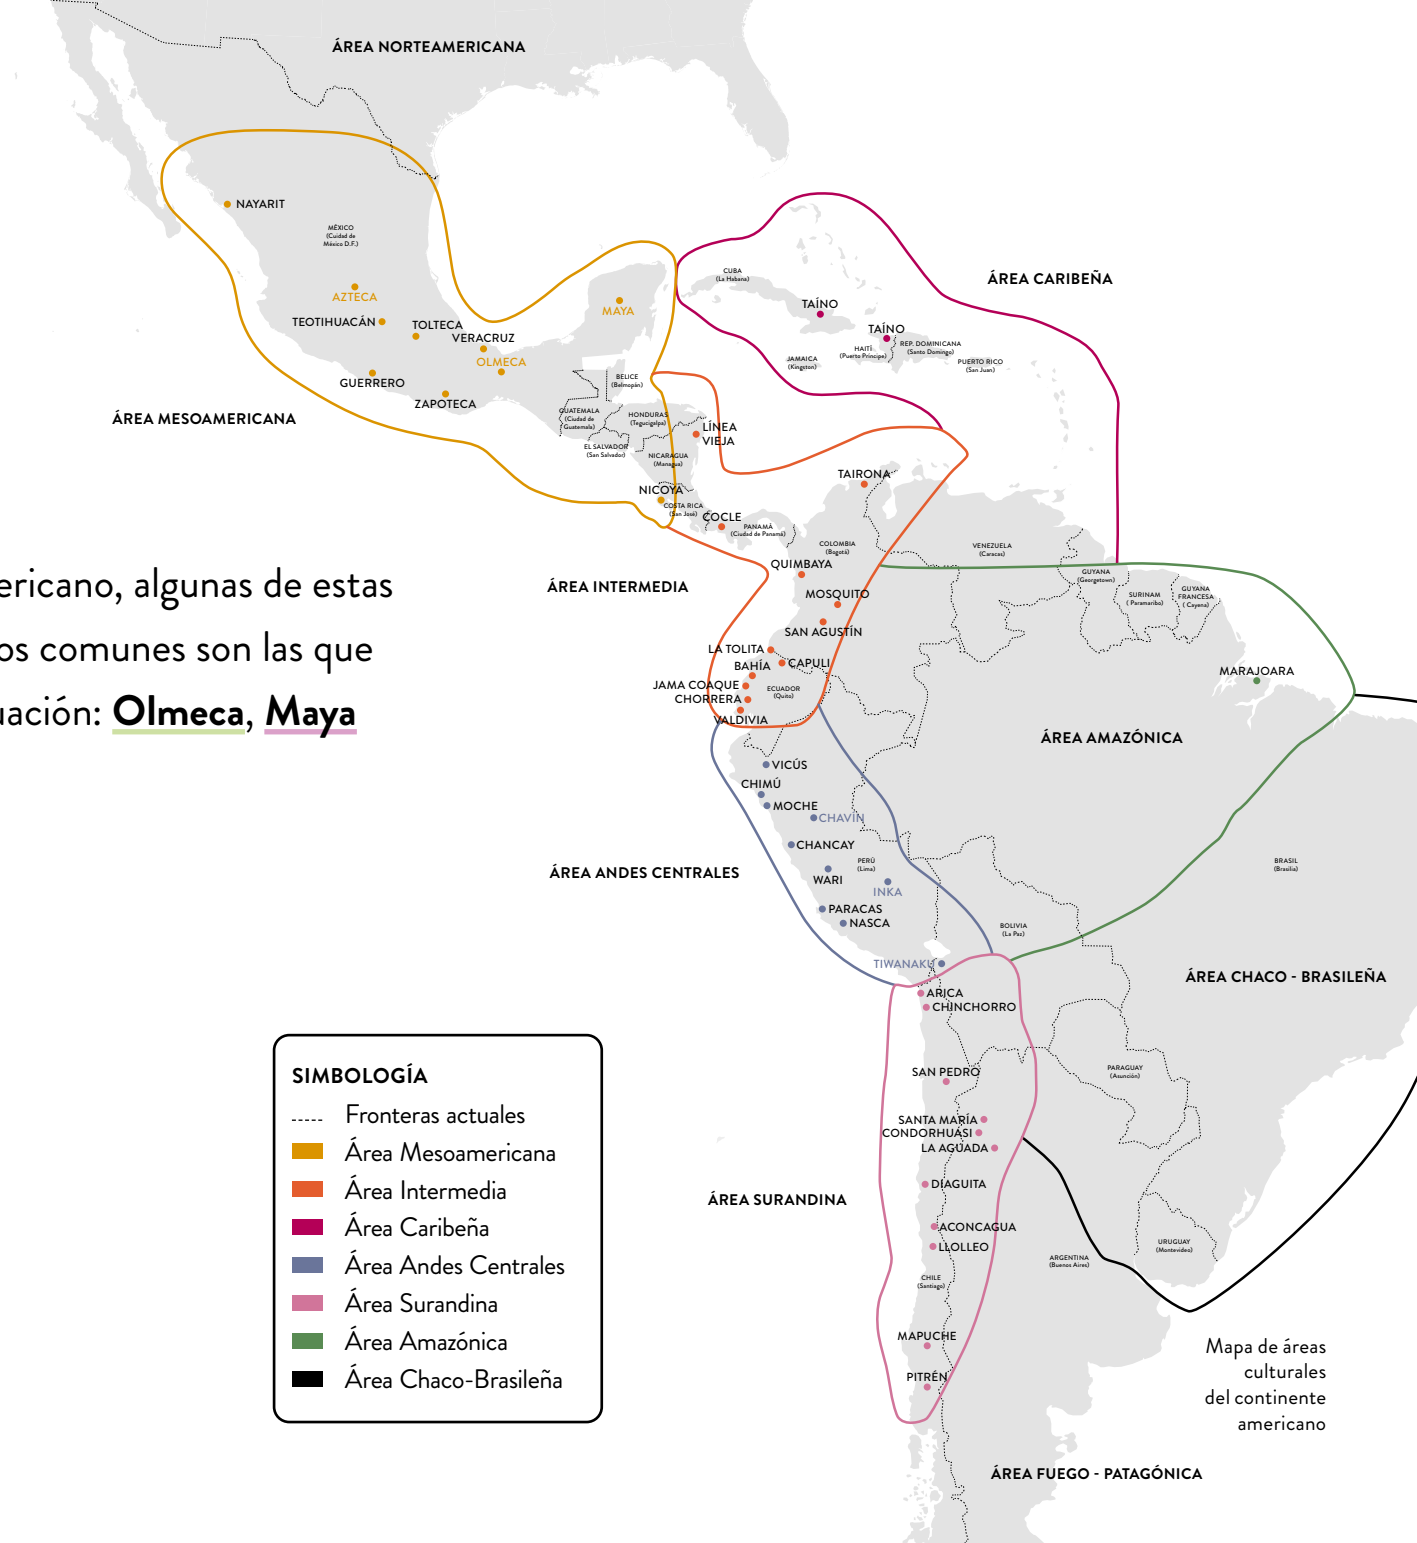 ÁREA NORTEAMERICANA
NAYARIT
MÉXICO
(Cuidad de
México D.F.)
AZTECA
TEOTIHUACÁN
TOLTECA
VERACRUZ
OLMECA
MAYA
GUERRERO
ZAPOTECA
ÁREA MESOAMERICANA
CUBA
(La Habana)
ÁREA CARIBEÑA
TAÍNO
TAÍNO
HAITÍ
(Puerto Príncipe)
REP. DOMINICANA
(Santo Domingo)
JAMAICA
(Kingston)
PUERTO RICO
(San Juan)
BELICE
(Belmopán)
GUATEMALA
(Ciudad de
Guatemala)
HONDURAS
(Tegucigalpa)
EL SALVADOR
(San Salvador)
NICARAGUA
(Managua)
LÍNEA
VIEJA
NICOYA
COSTA RICA
(San José)
COCLE
PANAMÁ
(Ciudad de Panamá)
TAIRONA
COLOMBIA
(Bogotá)
VENEZUELA
(Caracas)
GUYANA
(Georgetown)
SURINAM
( Paramaribo)
GUYANA
FRANCESA
( Cayena)
ÁREA INTERMEDIA
QUIMBAYA
MOSQUITO
SAN AGUSTÍN
LA TOLITA
CAPULI
BAHÍA
JAMA COAQUE
CHORRERA
ECUADOR
(Quito)
VALDIVIA
MARAJOARA
ÁREA AMAZÓNICA
ericano, algunas de estas
os comunes son las que
uación: Olmeca, Maya
VICÚS
CHIMÚ
MOCHE
CHAVÍN
CHANCAY
ÁREA ANDES CENTRALES
PERÚ
(Lima)
WARI
INKA
PARACAS
NASCA
BRASIL
(Brasilia)
BOLIVIA
(La Paz)
TIWANAKU
ÁREA CHACO - BRASILEÑA
ARICA
CHINCHORRO
SAN PEDRO
PARAGUAY
(Asunción)
SANTA MARÍA
CONDORHUASI
LA AGUADA
DIAGUITA
ÁREA SURANDINA
ACONCAGUA
LLOLLEO
CHILE
(Santiago)
ARGENTINA
(Buenos Aires)
URUGUAY
(Montevideo)
MAPUCHE
PITRÉN
SIMBOLOGÍA
Fronteras actuales
Área Mesoamericana
Área Intermedia
Área Caribeña
Área Andes Centrales
Área Surandina
Área Amazónica
Área Chaco-Brasileña
Mapa de áreas
culturales
del continente
americano
ÁREA FUEGO - PATAGÓNICA